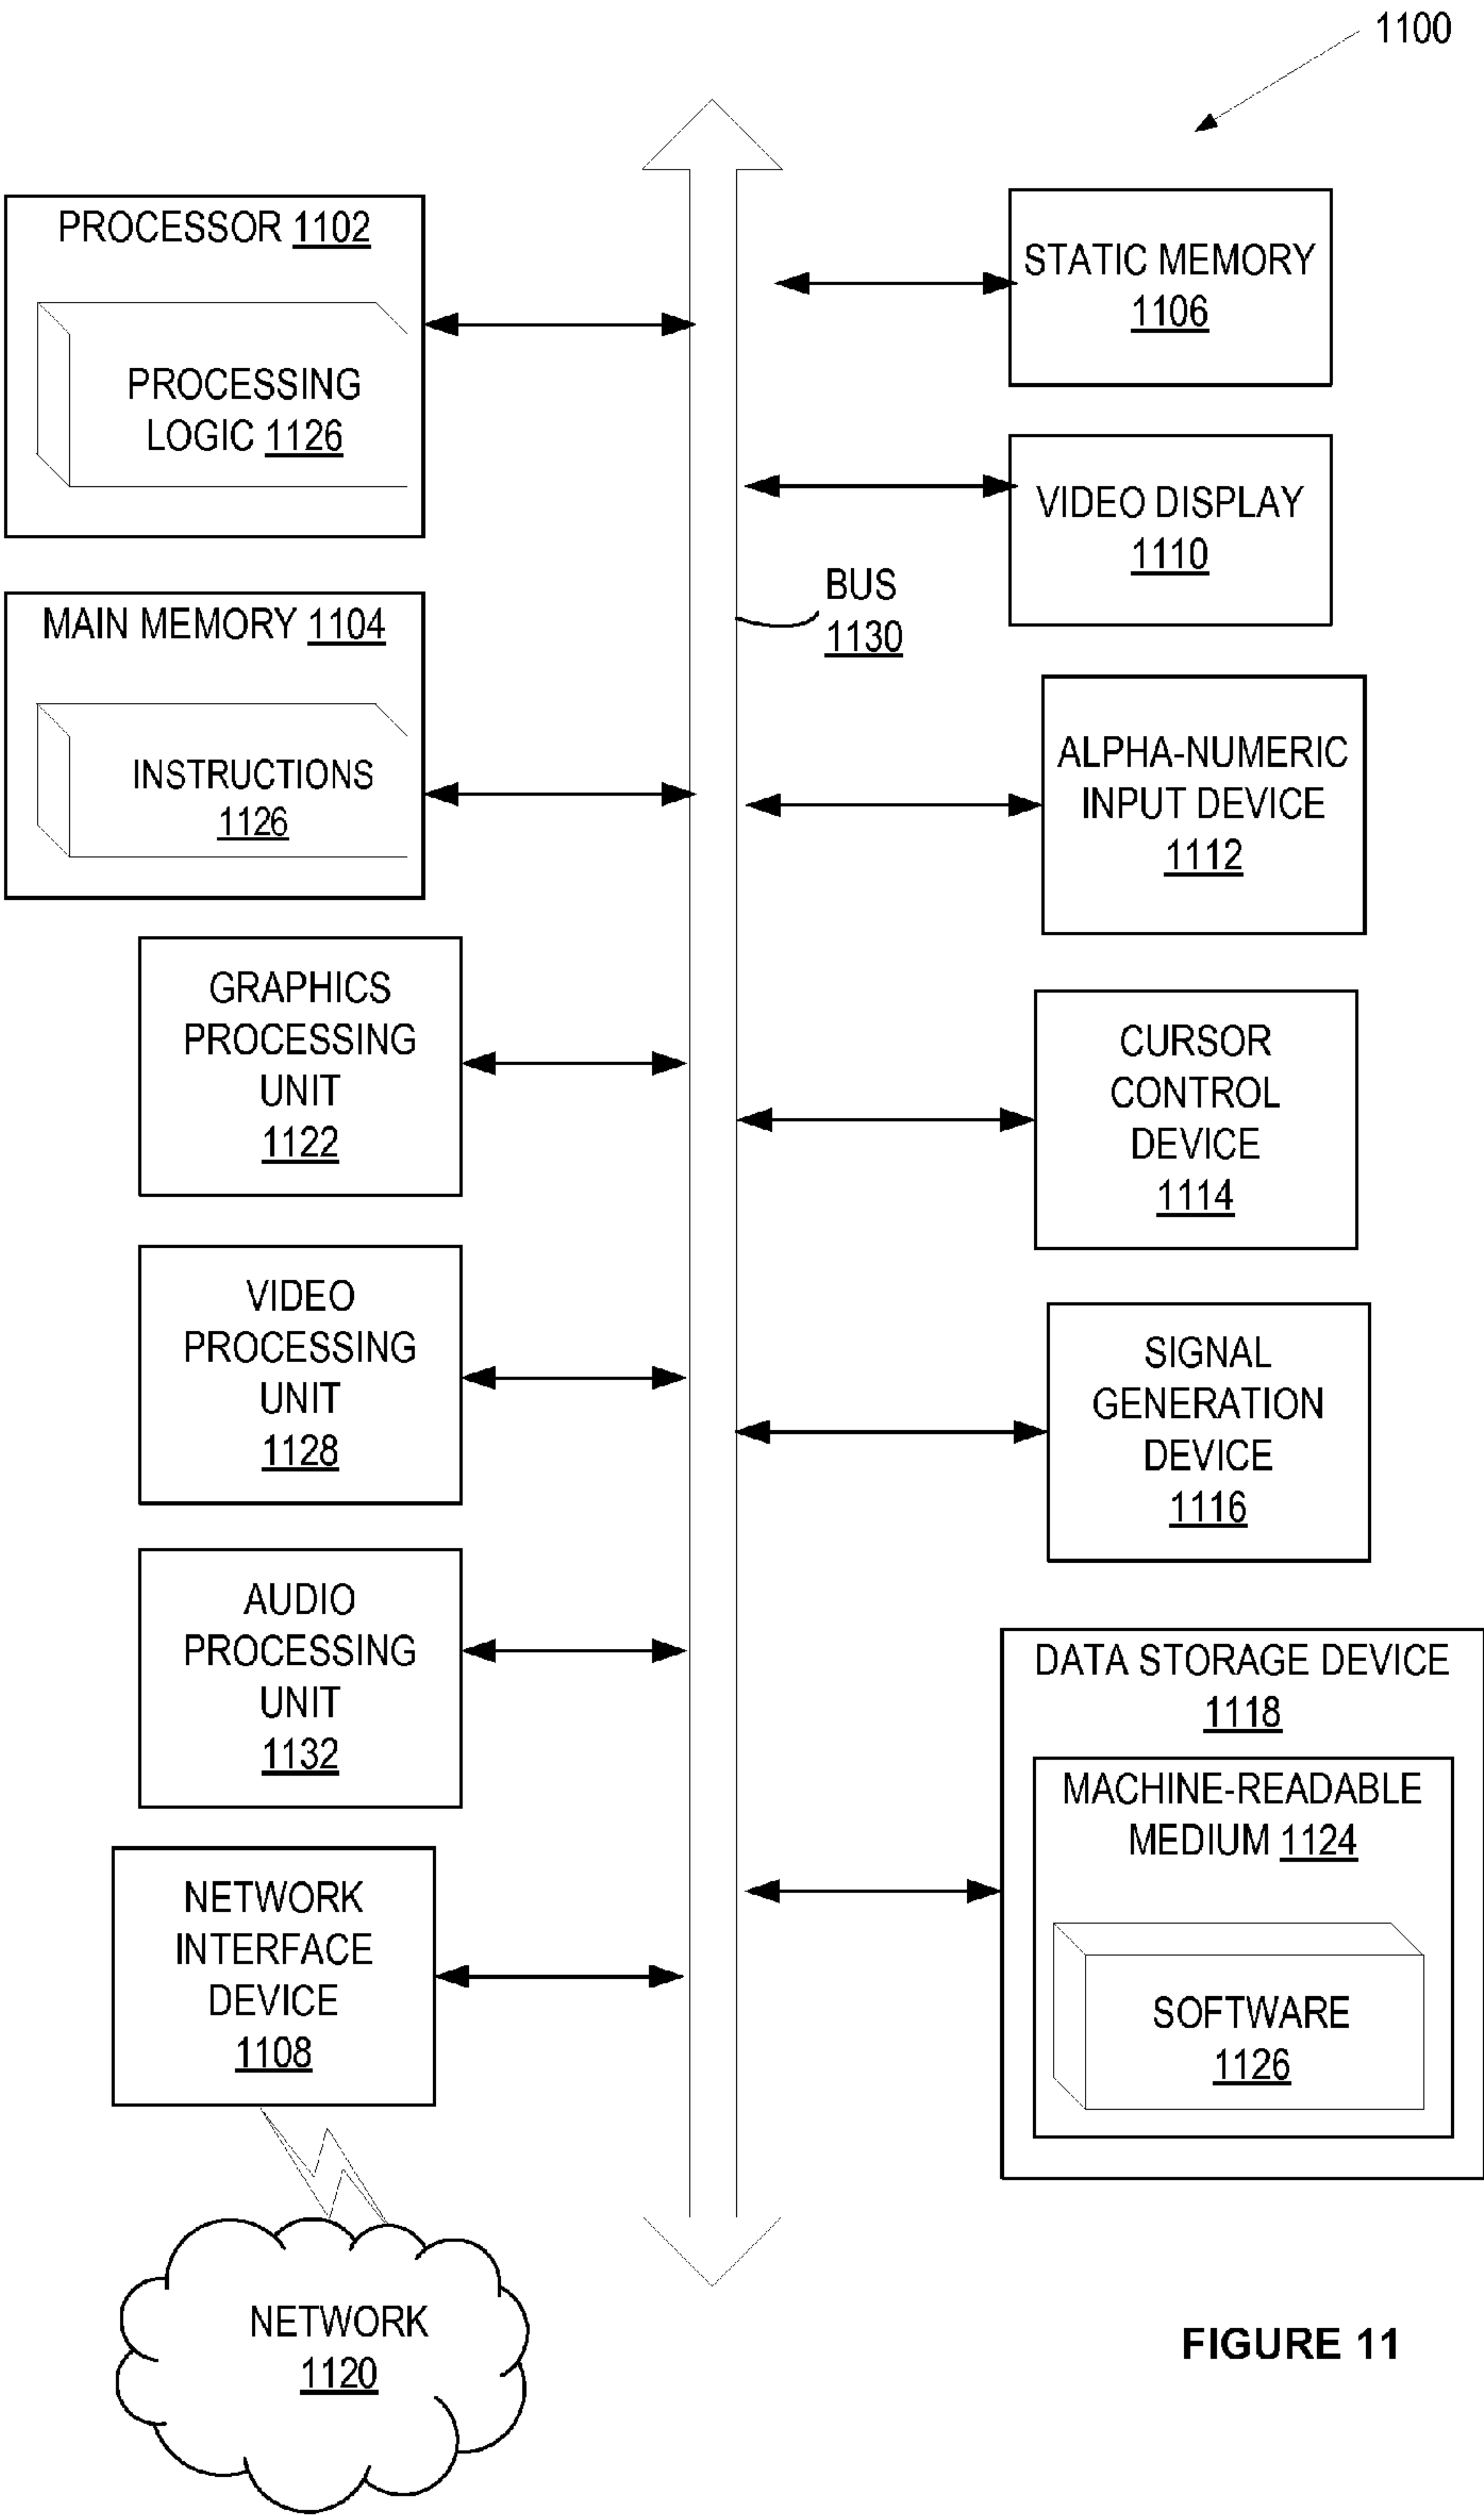 1100
PROCESSOR 1102
PROCESSING
LOGIC 1126
MAIN MEMORY 1104
INSTRUCTIONS
1126
GRAPHICS
PROCESSING
UNIT
1122
VIDEO
PROCESSING
UNIT
1128
AUDIO
PROCESSING
UNIT
1132
NETWORK
INTERFACE
DEVICE
1108
NETWORK
1120
BUS
1130
STATIC MEMORY
1106
VIDEO DISPLAY
1110
ALPHA-NUMERIC
INPUT DEVICE
1112
CURSOR
CONTROL
DEVICE
1114
SIGNAL
GENERATION
DEVICE
1116
DATA STORAGE DEVICE
1118
MACHINE-READABLE
MEDIUM 1124
SOFTWARE
1126
FIGURE 11